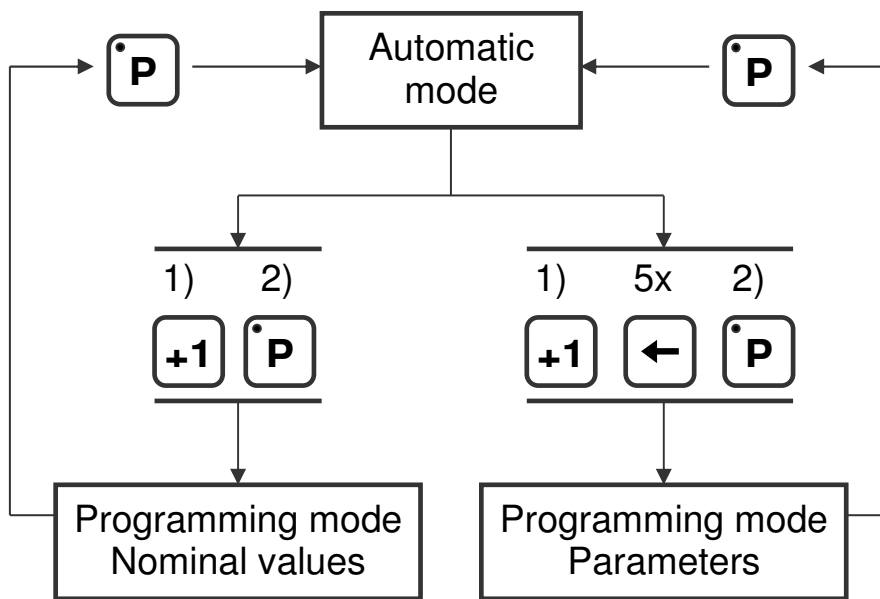 P
Automatic
mode
P
1) 2)
+1 P
1) 5x 2)
+1 ← P
Programming mode
Nominal values
Programming mode
Parameters